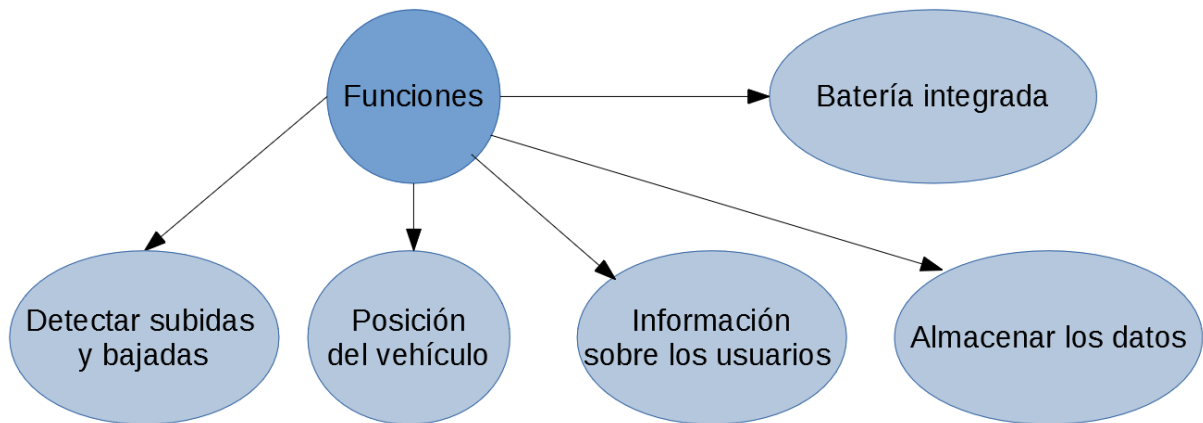 Funciones
Batería integrada
Detectar subidas
y bajadas
Posición
del vehículo
Información
sobre los usuarios
Almacenar los datos